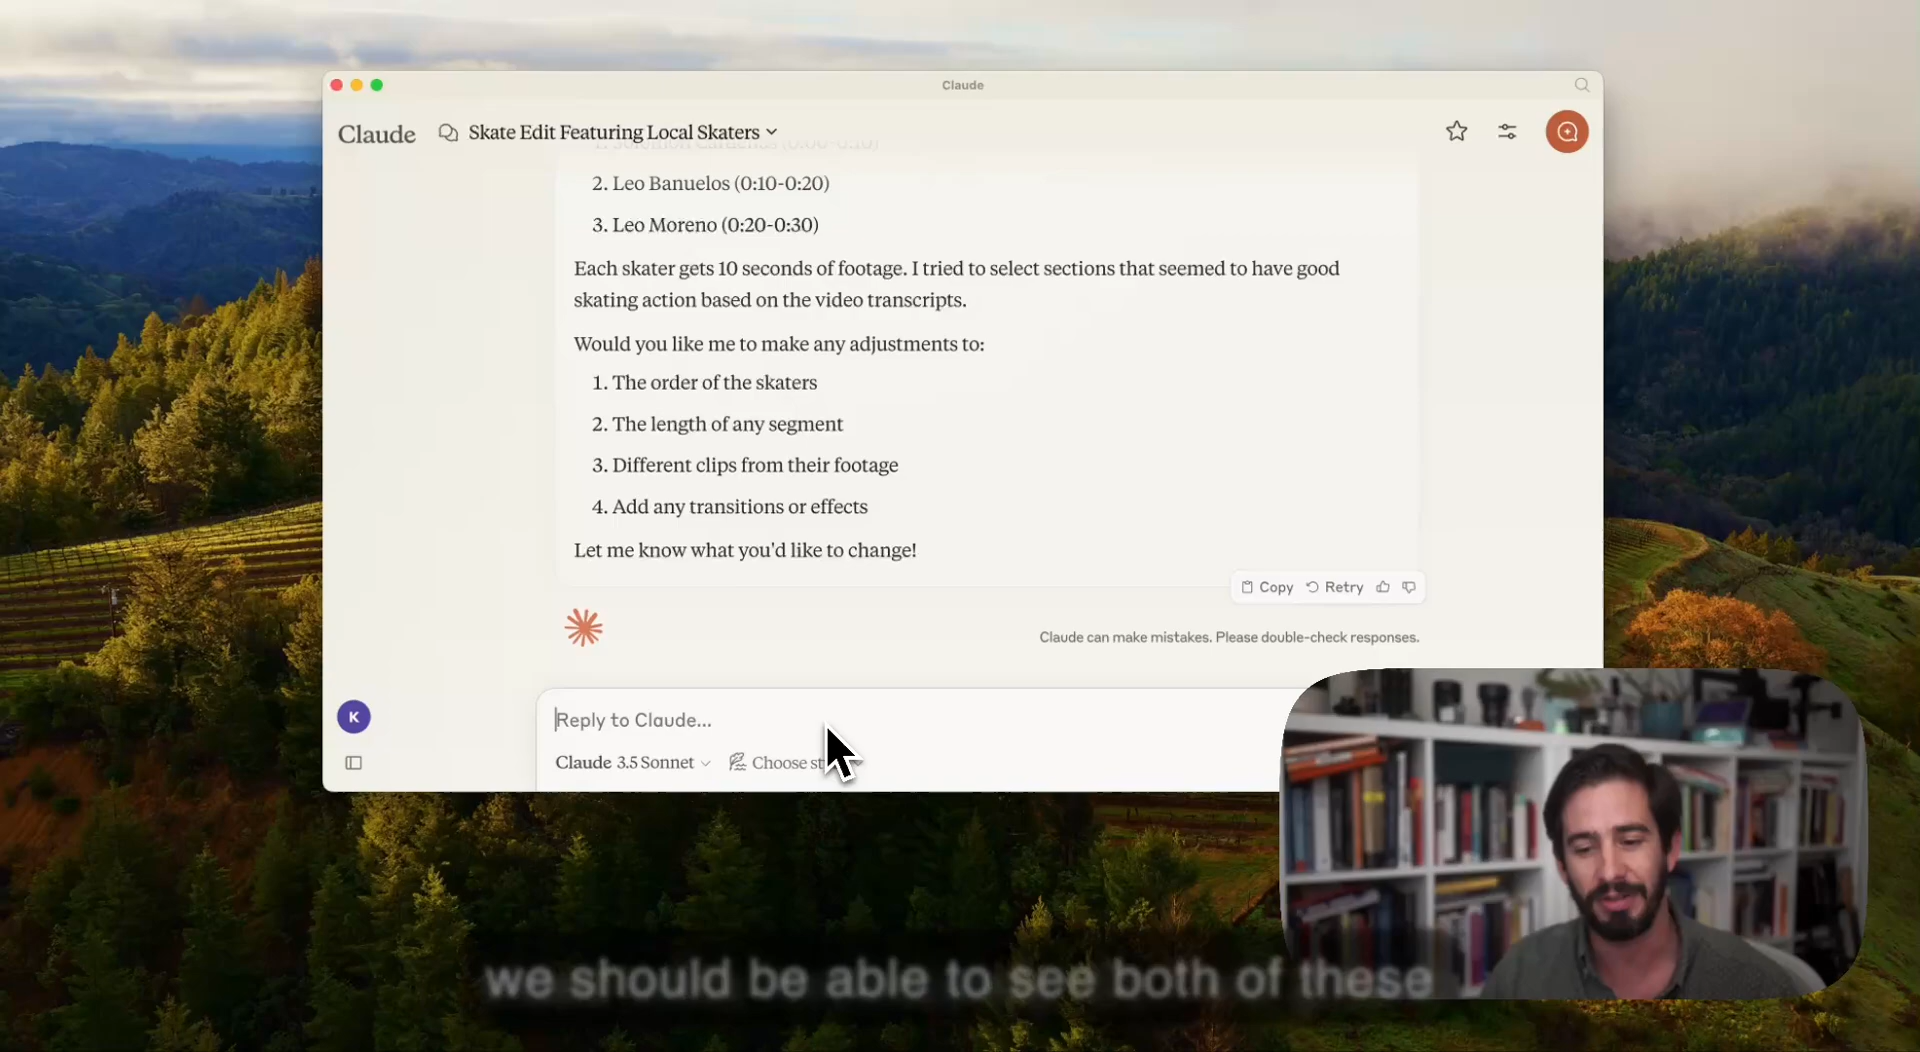 Claude
Claude
Skate Edit Featuring Local Skaters
2. Leo Banuelos (0:10-0:20)
3. Leo Moreno (0:20-0:30)
Each skater gets 10 seconds of footage. I tried to select sections that seemed to have good
skating action based on the video transcripts.
Would you like me to make any adjustments to:
1. The order of the skaters
2. The length of any segment
3. Different clips from their footage
4. Add any transitions or effects
Let me know what you'd like to change!
Copy Retry
Claude can make mistakes. Please double-check responses.
K
Reply to Claude...
Claude 3.5 Sonnet Choose st
we should be able to see both of these